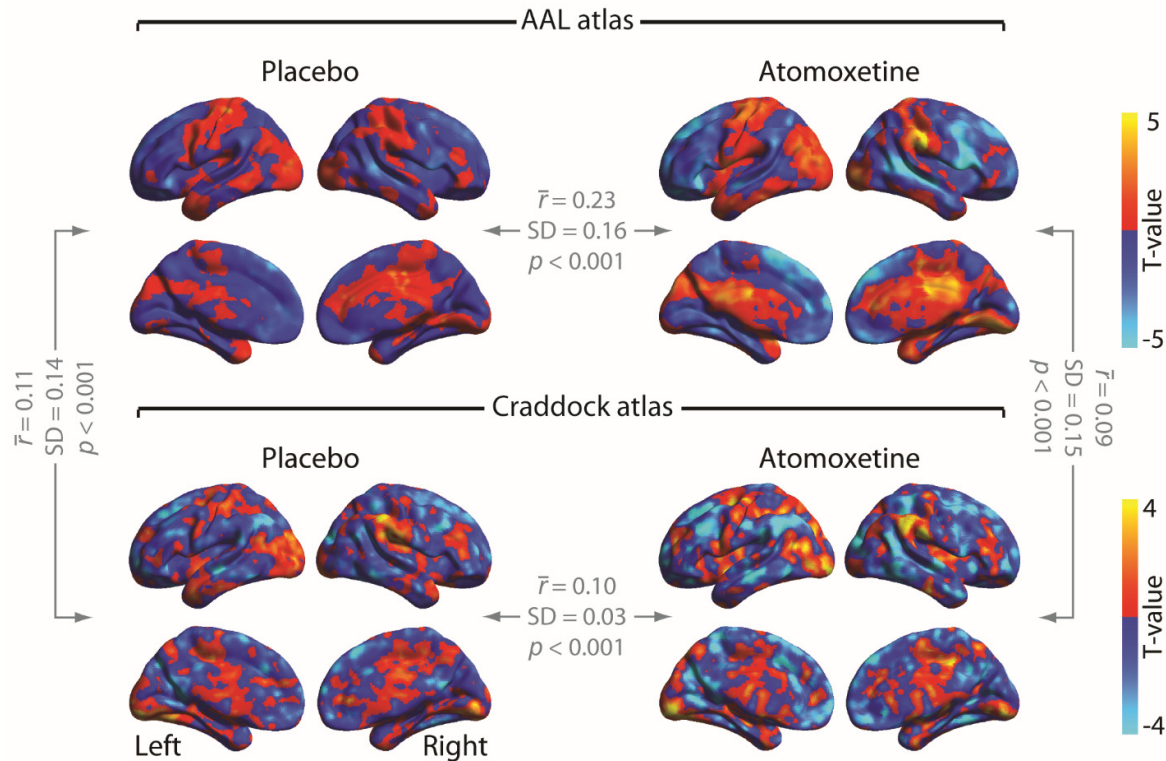 AAL atlas
Placebo
Atomoxetine
5
T-value
-5
r̅ = 0.23
SD = 0.16
p < 0.001
r̅ = 0.11
SD = 0.14
p < 0.001
r̅ = 0.09
SD = 0.15
p < 0.001
Craddock atlas
Placebo
Atomoxetine
4
T-value
-4
r̅ = 0.10
SD = 0.03
p < 0.001
Left
Right